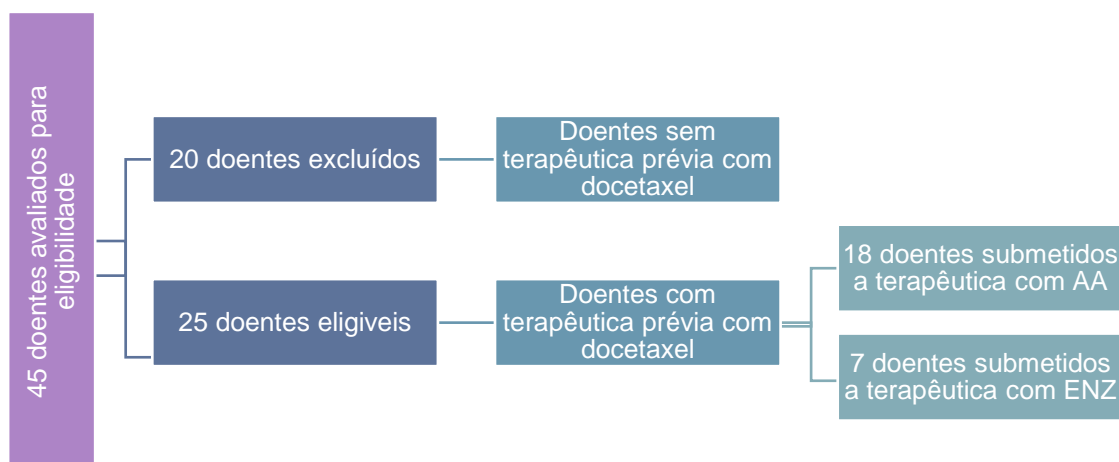 45 doentes avaliados para
eligibilidade
20 doentes excluídos
Doentes sem
terapêutica prévia com
docetaxel
25 doentes eligiveis
Doentes com
terapêutica prévia com
docetaxel
18 doentes submetidos
a terapêutica com AA
7 doentes submetidos
a terapêutica com ENZ